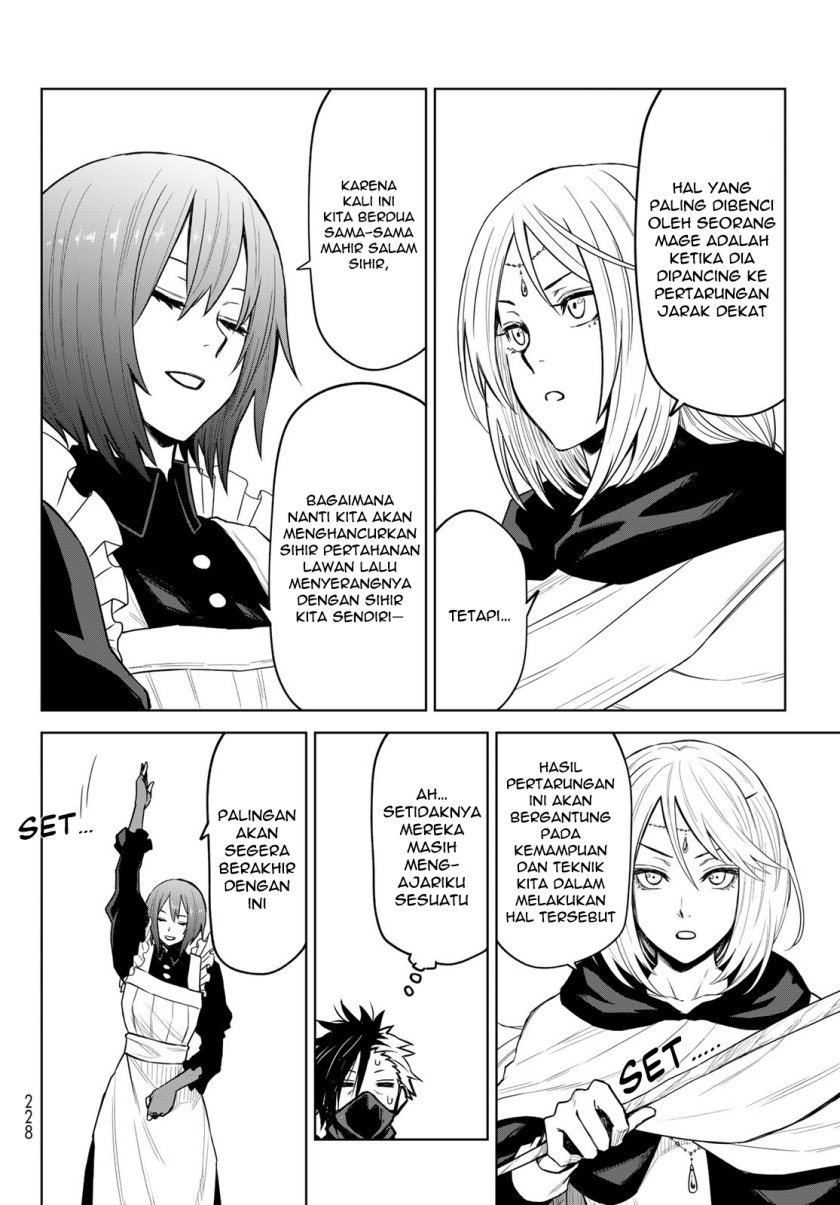 HAL YANG
PALING DIBENCI
OLEH SEORANG
MAGE ADALAH
KETIKA DIA
DIPANCING KE
PERTARUNGAN
JARAK DEKAT
TETAPI...
KARENA
KALI INI
KITA BERDUA
SAMA-SAMA
MAHIR SALAM
SIHIR,
BAGAIMANA
NANTI KITA AKAN
MENGHANCURKAN
SIHIR PERTAHANAN
LAWAN LALU
MENYERANGNYA
DENGAN SIHIR
KITA SENDIRI—
HASIL
PERTARUNGAN
INI AKAN
BERGANTUNG
PADA
KEMAMPUAN
DAN TEKNIK
KITA DALAM
MELAKUKAN
HAL TERSEBUT
SET.....
AH...
SETIDAKNYA
MEREKA
MASIH
MENG-
AJARIKU
SESUATU
PALINGAN
AKAN
SEGERA
BERAKHIR
DENGAN
INI
SET...
228